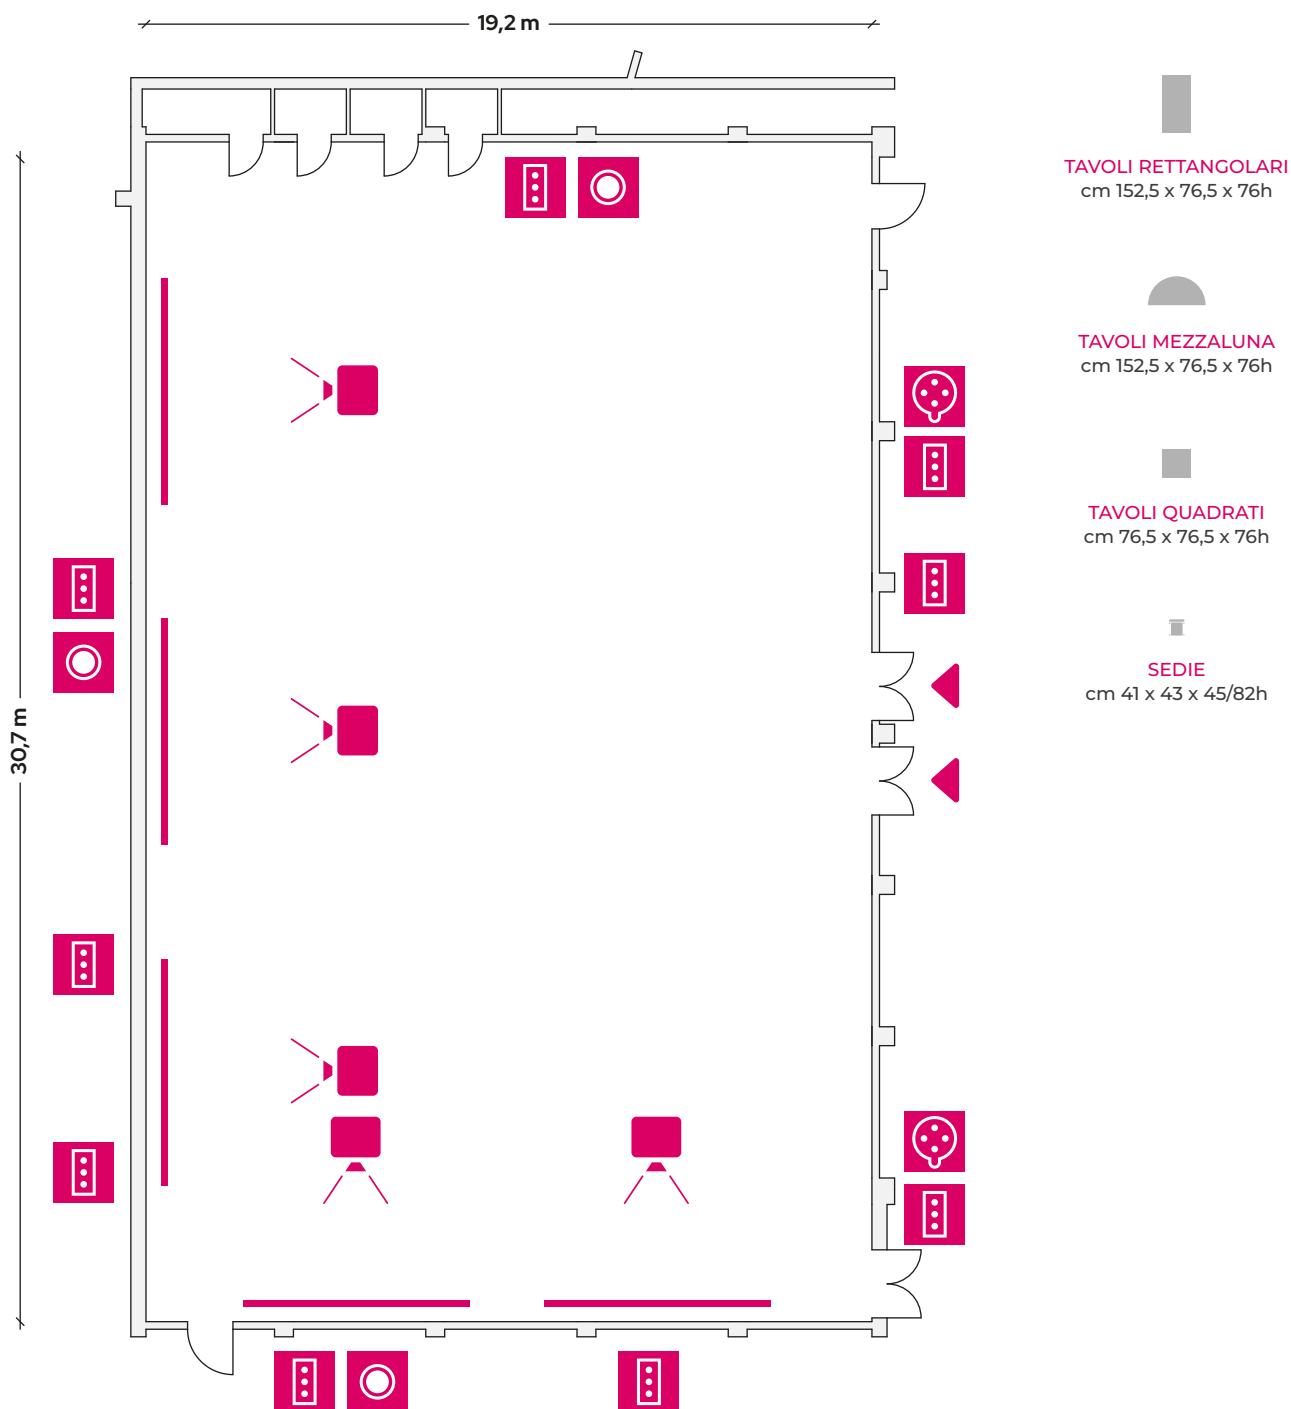 19,2 m
30,7 m
TAVOLI RETTANGOLARI
cm 152,5 x 76,5 x 76h
TAVOLI MEZZALUNA
cm 152,5 x 76,5 x 76h
TAVOLI QUADRATI
cm 76,5 x 76,5 x 76h
SEDIE
cm 41 x 43 x 45/82h